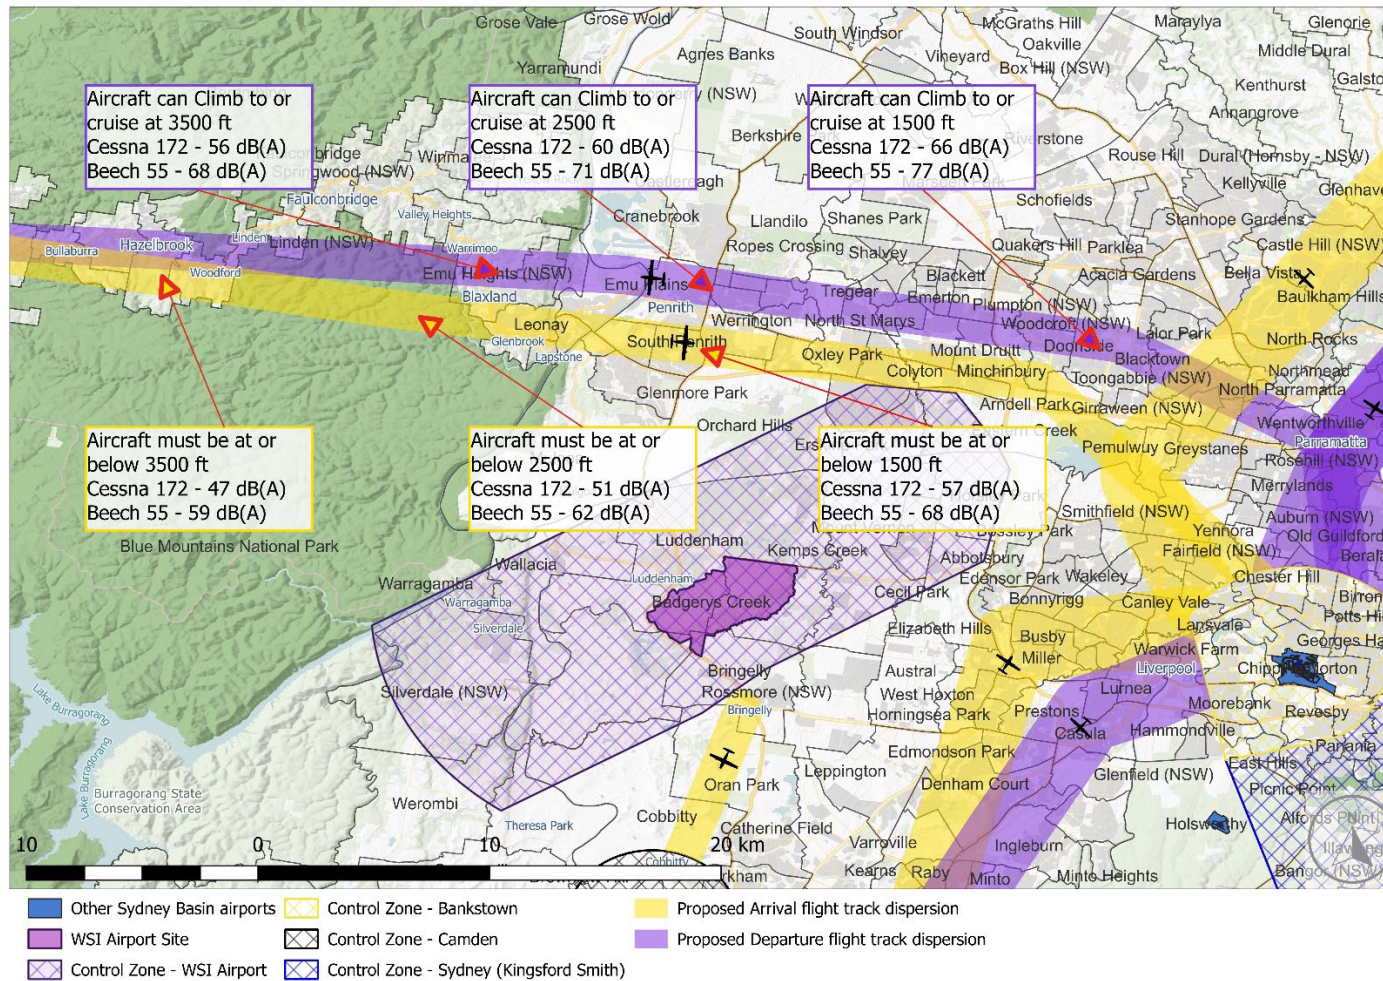 Grose Vale
Grose Wold
McGraths Hill
Maraylya
Glenorie
South Windsor
Oakville
Agnes Banks
Vineyard
Middle Dural
Yarramundi
Box Hill (NSW)
Kenthurst
Annangrove
Aircraft can Climb to or
cruise at 3500 ft
Cessna 172 - 56 dB(A)
Beech 55 - 68 dB(A)
Aircraft can Climb to or
cruise at 2500 ft
Cessna 172 - 60 dB(A)
Beech 55 - 71 dB(A)
Aircraft can Climb to or
cruise at 1500 ft
Cessna 172 - 66 dB(A)
Beech 55 - 77 dB(A)
(NSW)
Berkshire
Riverstone
Rouse Hill
Dural (Hornsby - NSW)
Springwood (NSW)
Castlereagh
Kellyville
Faulconbridge
Schofields
Valley Heights
Cranebrook
Llandilo
Shanes Park
Stanhope Gardens
Bullaburra
Hazelbrook
Linden
Linden (NSW)
Warrimoo
Ropes Crossing
Shalvey
Quakers Hill
Parklea
Castle Hill (NSW)
Woodford
Emu Heights (NSW)
Emu Plains
Blackett
Acacia Gardens
Bella Vista
Blaxland
Penrith
Tregear
Emerton
Plumpton (NSW)
Baulkham Hills
Leonay
Werrington
North St Marys
Woodcroft (NSW)
Lalor Park
Glenbrook
Lapstone
South Penrith
Oxley Park
Mount Druitt
Doonside
Blacktown
North Rocks
Colyton
Minchinbury
Toongabbie (NSW)
Northmead
Glenmore Park
North Parramatta
Arndell Park
Girraween (NSW)
Orchard Hills
Wentworthville
Eastern Creek
Pemulwuy
Greystanes
Parramatta
Aircraft must be at or
below 3500 ft
Cessna 172 - 47 dB(A)
Beech 55 - 59 dB(A)
Aircraft must be at or
below 2500 ft
Cessna 172 - 51 dB(A)
Beech 55 - 62 dB(A)
Aircraft must be at or
below 1500 ft
Cessna 172 - 57 dB(A)
Beech 55 - 68 dB(A)
Rosehill (NSW)
Merrylands
Smithfield (NSW)
Auburn (NSW)
Mount Vernon
Yennora
Old Guildford
Blue Mountains National Park
Luddenham
Kemps Creek
Abbotsbury
Fairfield (NSW)
Wallacia
Edensor Park
Wakeley
Chester Hill
Warragamba
Luddenham
Cecil Park
Bonnyrigg
Warragamba
Badgerys Creek
Canley Vale
Silverdale
Elizabeth Hills
Busby
Lansvale
Miller
Warwick Farm
Bringelly
Austral
Liverpool
Silverdale (NSW)
Rossmore (NSW)
West Hoxton
Lurnea
Bringelly
Horningsea Park
Prestons
Moorebank
Revesby
Lake Burragorang
Casula
Hammondville
Panania
Edmondson Park
East Hills
Lake Burragorang
Leppington
Glenfield (NSW)
Oran Park
Denham Court
Picnic Point
Burragorang State
Conservation Area
Werombi
Cobbitty
Holsworthy
Alfords Point
Theresa Park
Catherine Field
Varroville
Ingleburn
10
0
10
20 km
Cobbitty
Kearns
Raby
Minto
Minto Heights
Bangor (NSW)
Other Sydney Basin airports
Control Zone - Bankstown
Proposed Arrival flight track dispersion
WSI Airport Site
Control Zone - Camden
Proposed Departure flight track dispersion
Control Zone - WSI Airport
Control Zone - Sydney (Kingsford Smith)